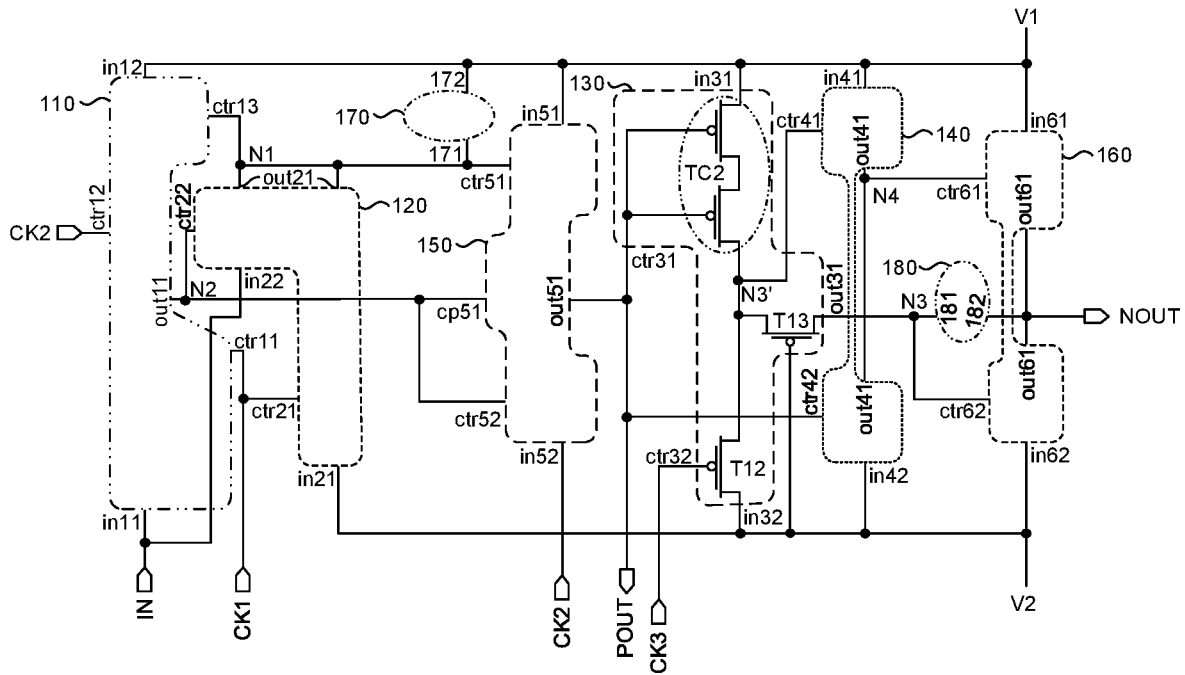 V1
in12
172
130
in31
in41
110
ctr13
170
in51
ctr41
out41
140
in61
160
171
N1
out21
ctr51
TC2
N4
ctr61
out61
ctr12
ctr22
120
CK2
150
ctr31
out31
180
in22
out11
N2
cp51
out51
N3'
N3
181
182
NOUT
T13
ctr11
ctr42
out61
ctr21
ctr52
out41
ctr62
in21
in52
ctr32
T12
in42
in62
in11
in32
IN
CK1
CK2
POUT
CK3
V2